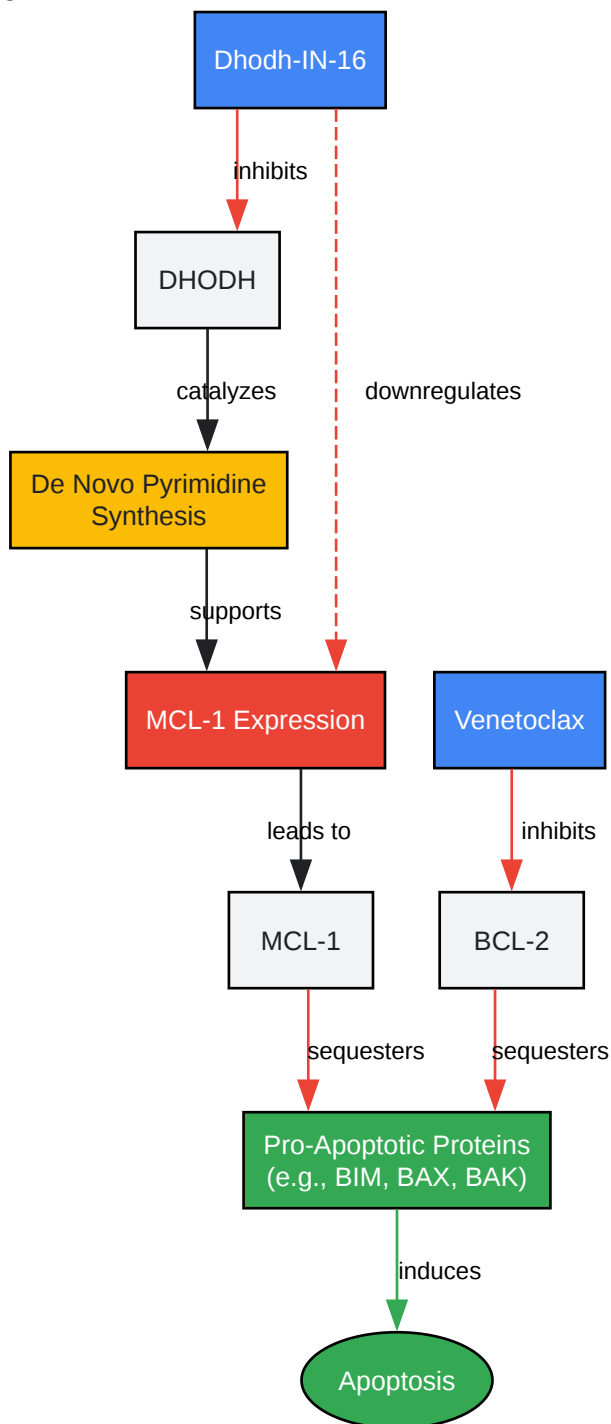 Dhodh-IN-16
inhibits
DHODH
catalyzes
downregulates
De Novo Pyrimidine
Synthesis
supports
MCL-1 Expression
Venetoclax
leads to
inhibits
MCL-1
BCL-2
sequesters
sequesters
Pro-Apoptotic Proteins
(e.g., BIM, BAX, BAK)
induces
Apoptosis